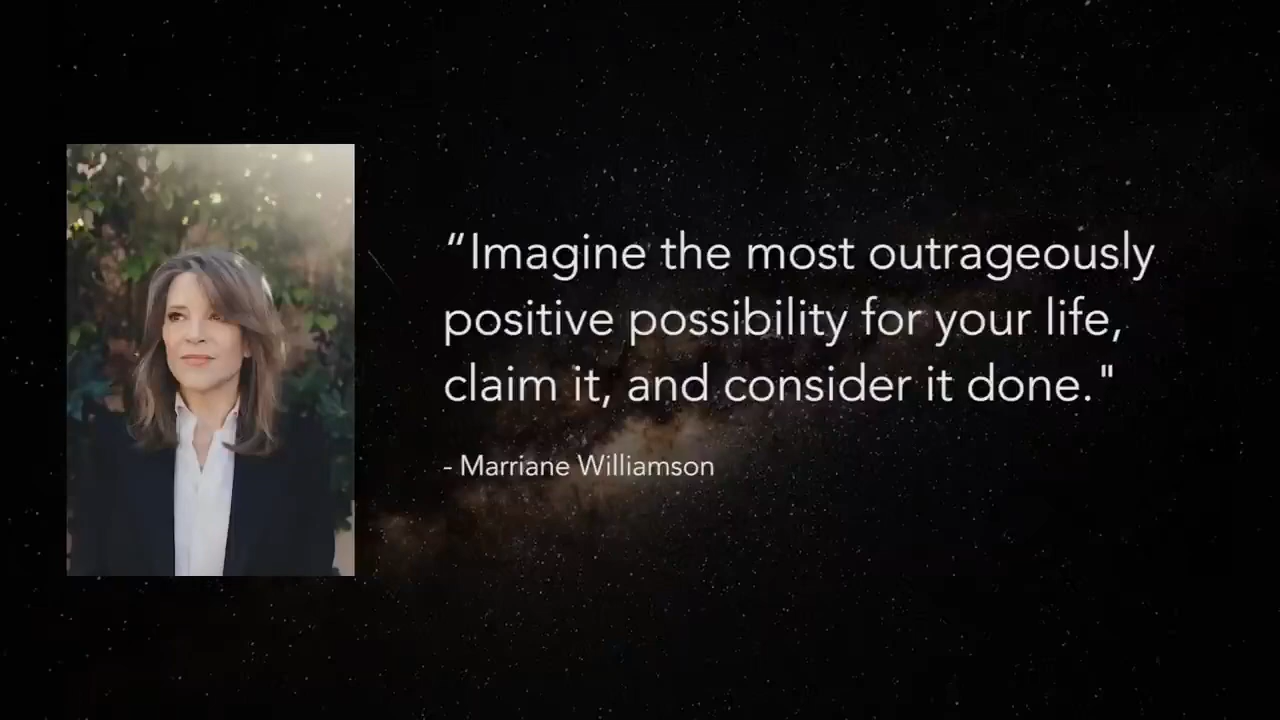 “Imagine the most outrageously
positive possibility for your life,
claim it, and consider it done."
- Marriane Williamson